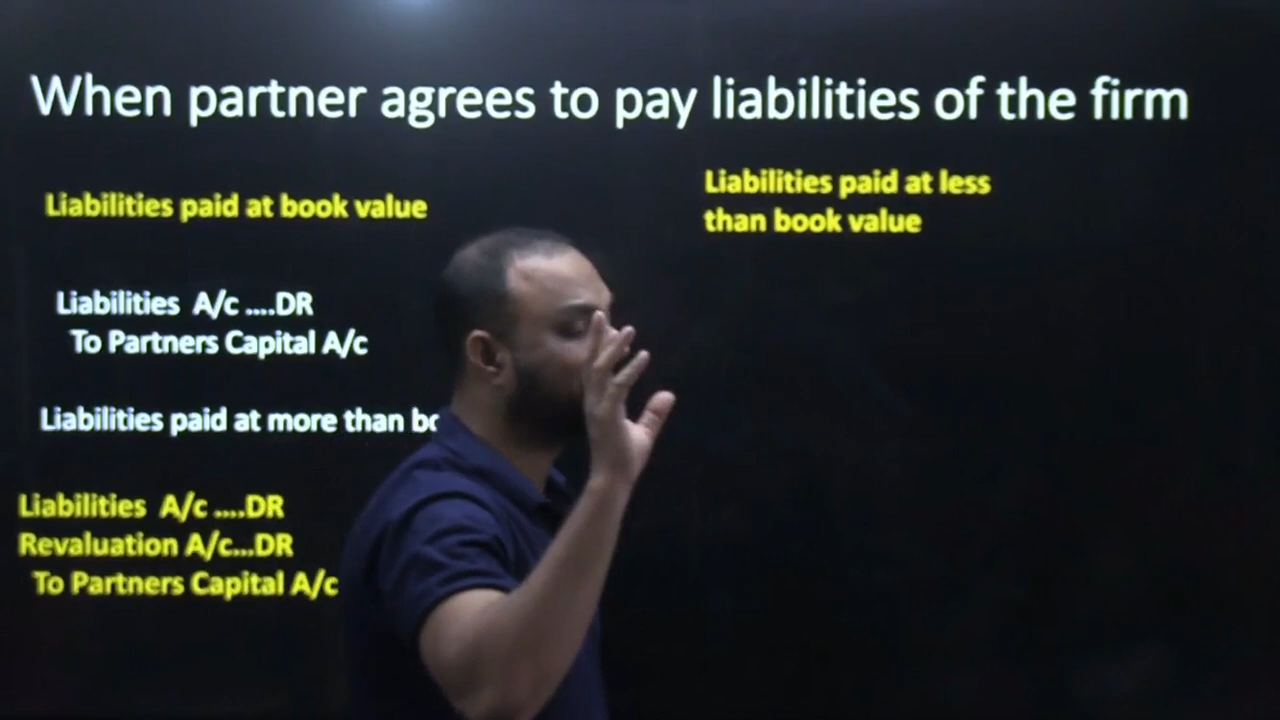 When partner agrees to pay liabilities of the firm
Liabilities paid at book value
Liabilities A/c ....DR
To Partners Capital A/c
Liabilities paid at more than
Liabilities A/c ....DR
Revaluation A/c...DR
To Partners Capital A/c
Liabilities paid at less
than book value